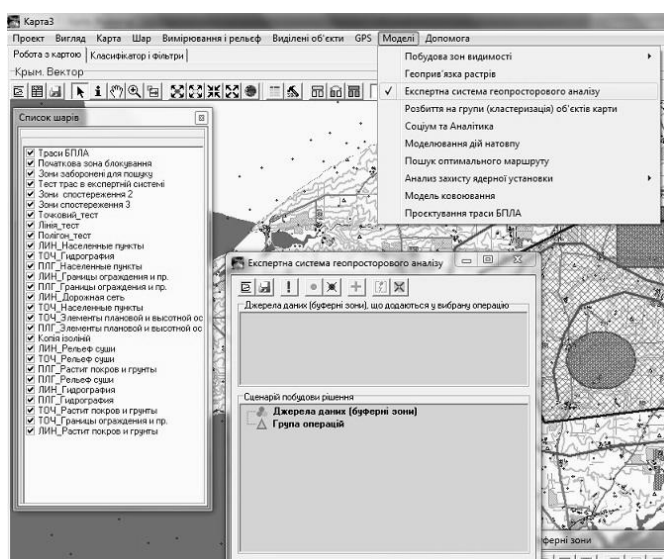 Карта3
Проект Вигляд Карта Шар Вимірювання і рельєф Виділені об'єкти GPS Моделі Допомога
Робота з картою Класифікатор і фільтри
Крым. Вектор
Побудова зон видимості
Геоприв'язка растрів
Експертна система геопросторового аналізу
Розбиття на групи (кластеризація) об'єктів карти
Соціум та Аналітика
Моделювання дій натовпу
Пошук оптимального маршруту
Анализ захисту ядерної установки
Модель ковоювання
Проєктування траси БПЛА
Список шарів
Траси БПЛА
Початкова зона блокування
Зони заборонені для пошуку
Тест трас в експертній системі
Зони спостереження 2
Зони спостереження 3
Точковий_тест
Лінія_тест
Полігон_тест
ЛИН_Населенные пункты
ТОЧ_Гидрография
ПЛГ_Населенные пункты
ЛИН_Границы ограждения и пр.
ПЛГ_Границы ограждения и пр.
ЛИН_Дорожная сеть
ТОЧ_Населенные пункты
ТОЧ_Элементы плановой и высотной ос
ПЛГ_Элементы плановой и высотной ос
Копія ізоліній
ЛИН_Рельеф суши
ТОЧ_Рельеф суши
ПЛГ_Растит покров и грунты
ПЛГ_Рельеф суши
ЛИН_Гидрография
ПЛГ_Гидрография
ТОЧ_Растит покров и грунты
ТОЧ_Границы ограждения и пр.
ЛИН_Растит покров и грунты
Експертна система геопросторового аналізу
Джерела даних (буферні зони), що додаються у вибрану операцію
Сценарій побудови рішення
Джерела даних (буферні зони)
Група операцій
ферні зони